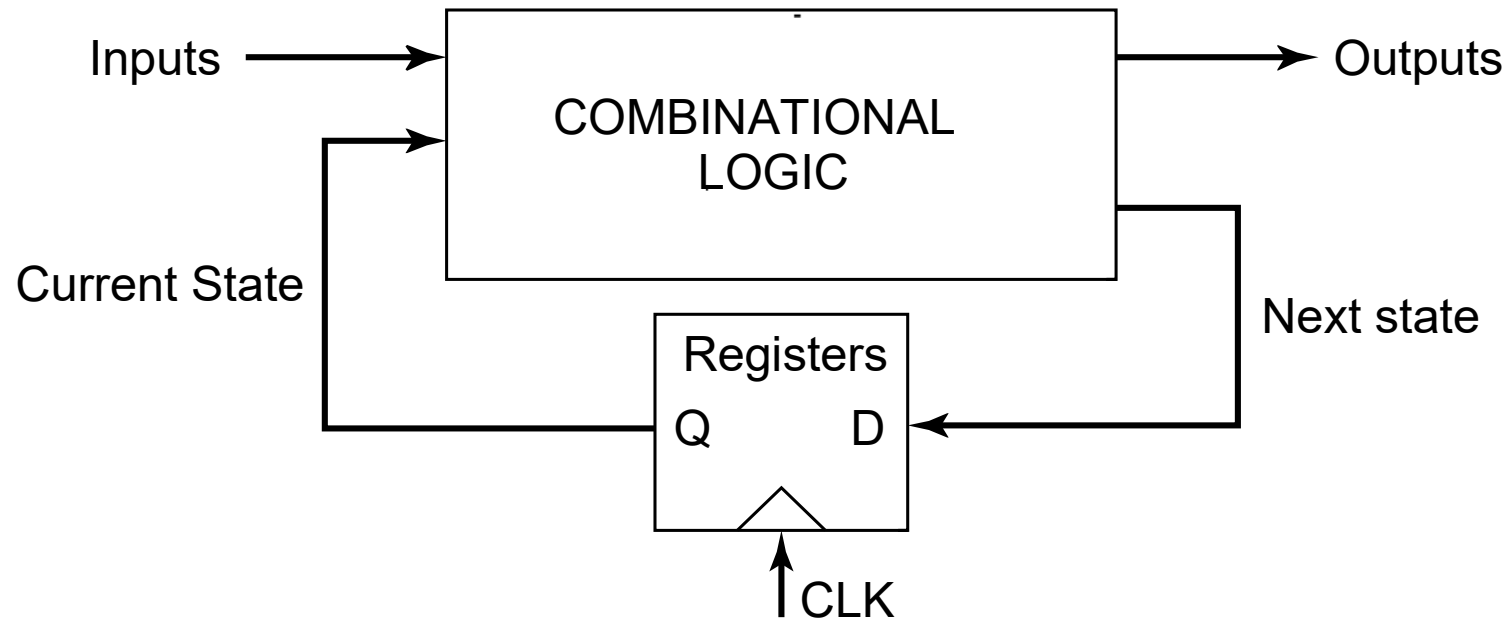 Inputs
Outputs
COMBINATIONAL
LOGIC
Current State
Next state
Registers
Q D
CLK